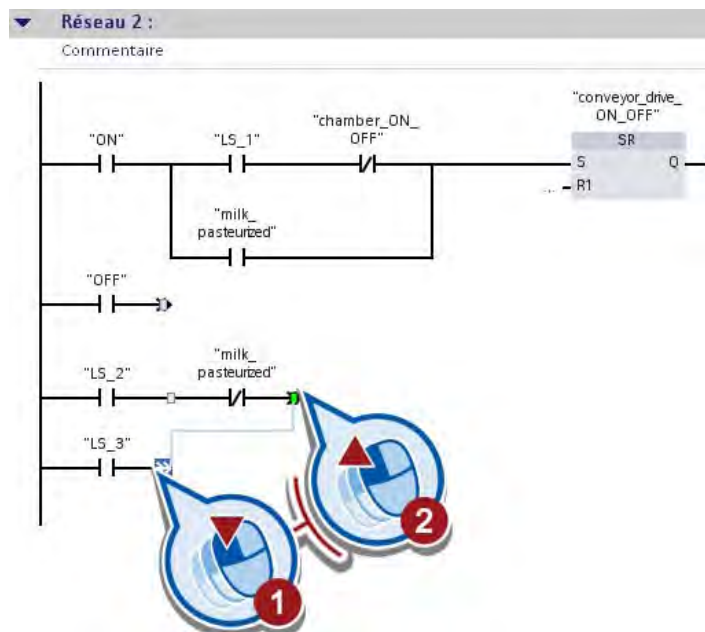 Réseau 2 :
Commentaire
"conveyor_drive_
ON_OFF"
"chamber_ON_
OFF"
"ON"
"LS_1"
SR
S
Q
R1
...
"milk_
pasteurized"
"OFF"
"milk_
pasteurized"
"LS_2"
"LS_3"
2
1